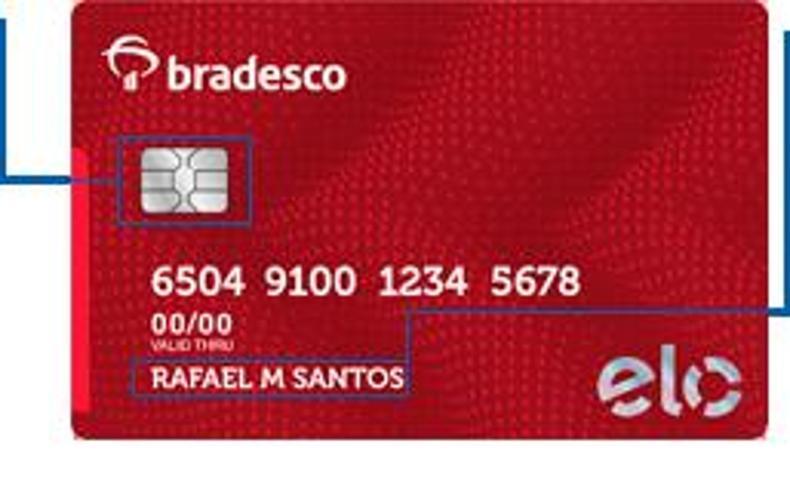 bradesco
6504 9100 1234 5678
00/00
VALID THRU
RAFAEL M SANTOS
elo